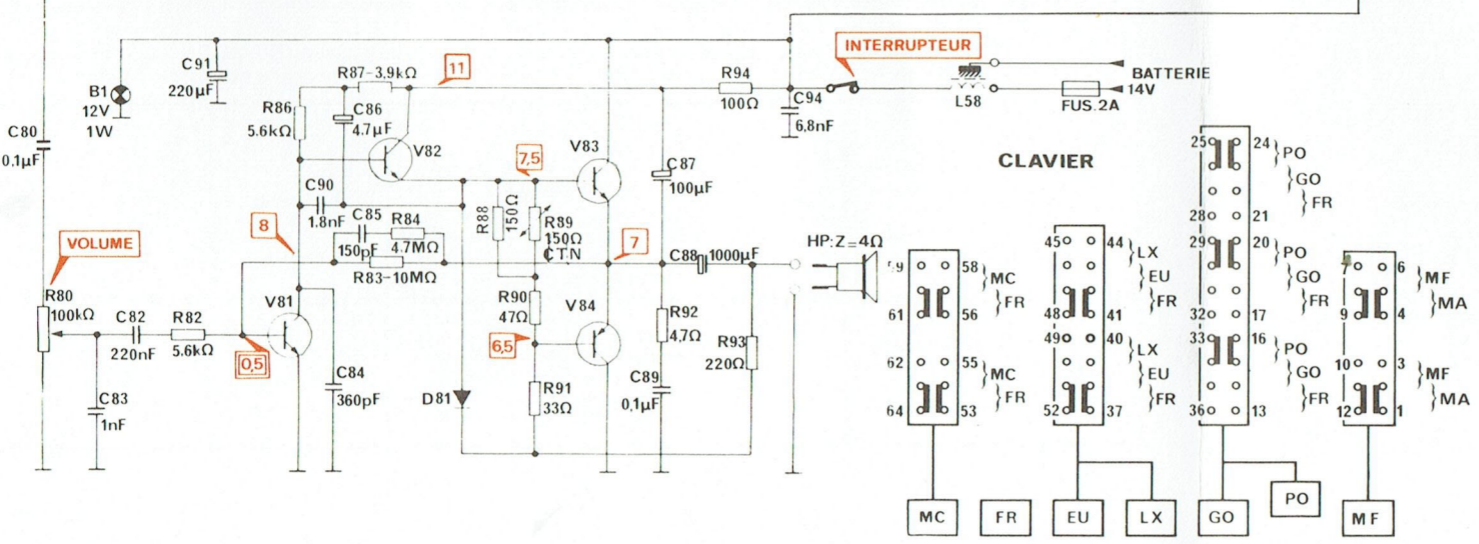 INTERRUPTEUR
BATTERIE
14V
L58
FUS.2A
C91
220µF
B1
12V
1W
R87-3,9kΩ
11
R94
100Ω
C94
6,8nF
R86
5.6kΩ
C86
4.7µF
V82
C80
0.1µF
7,5
V83
C87
100µF
C90
1.8nF
8
C85
150pF
R84
4.7MΩ
R83-10MΩ
R88
150Ω
R89
150Ω
CTN
7
C88
1000µF
HP:Z=4Ω
VOLUME
R80
100kΩ
C82
220nF
R82
5.6kΩ
V81
0,5
R90
47Ω
6,5
V84
R92
4,7Ω
R93
220Ω
C83
1nF
C84
360pF
D81
R91
33Ω
C89
0,1µF
CLAVIER
58
61
56
62
55
64
53
MC
FR
MC
FR
MC
FR
45
44
48
41
49
40
52
37
LX
EU
FR
LX
EU
FR
EU
LX
25
24
28
21
29
20
32
17
33
16
36
13
PO
GO
FR
PO
GO
FR
PO
GO
FR
GO
PO
7
6
9
4
10
3
12
1
MF
MA
MF
MA
MF